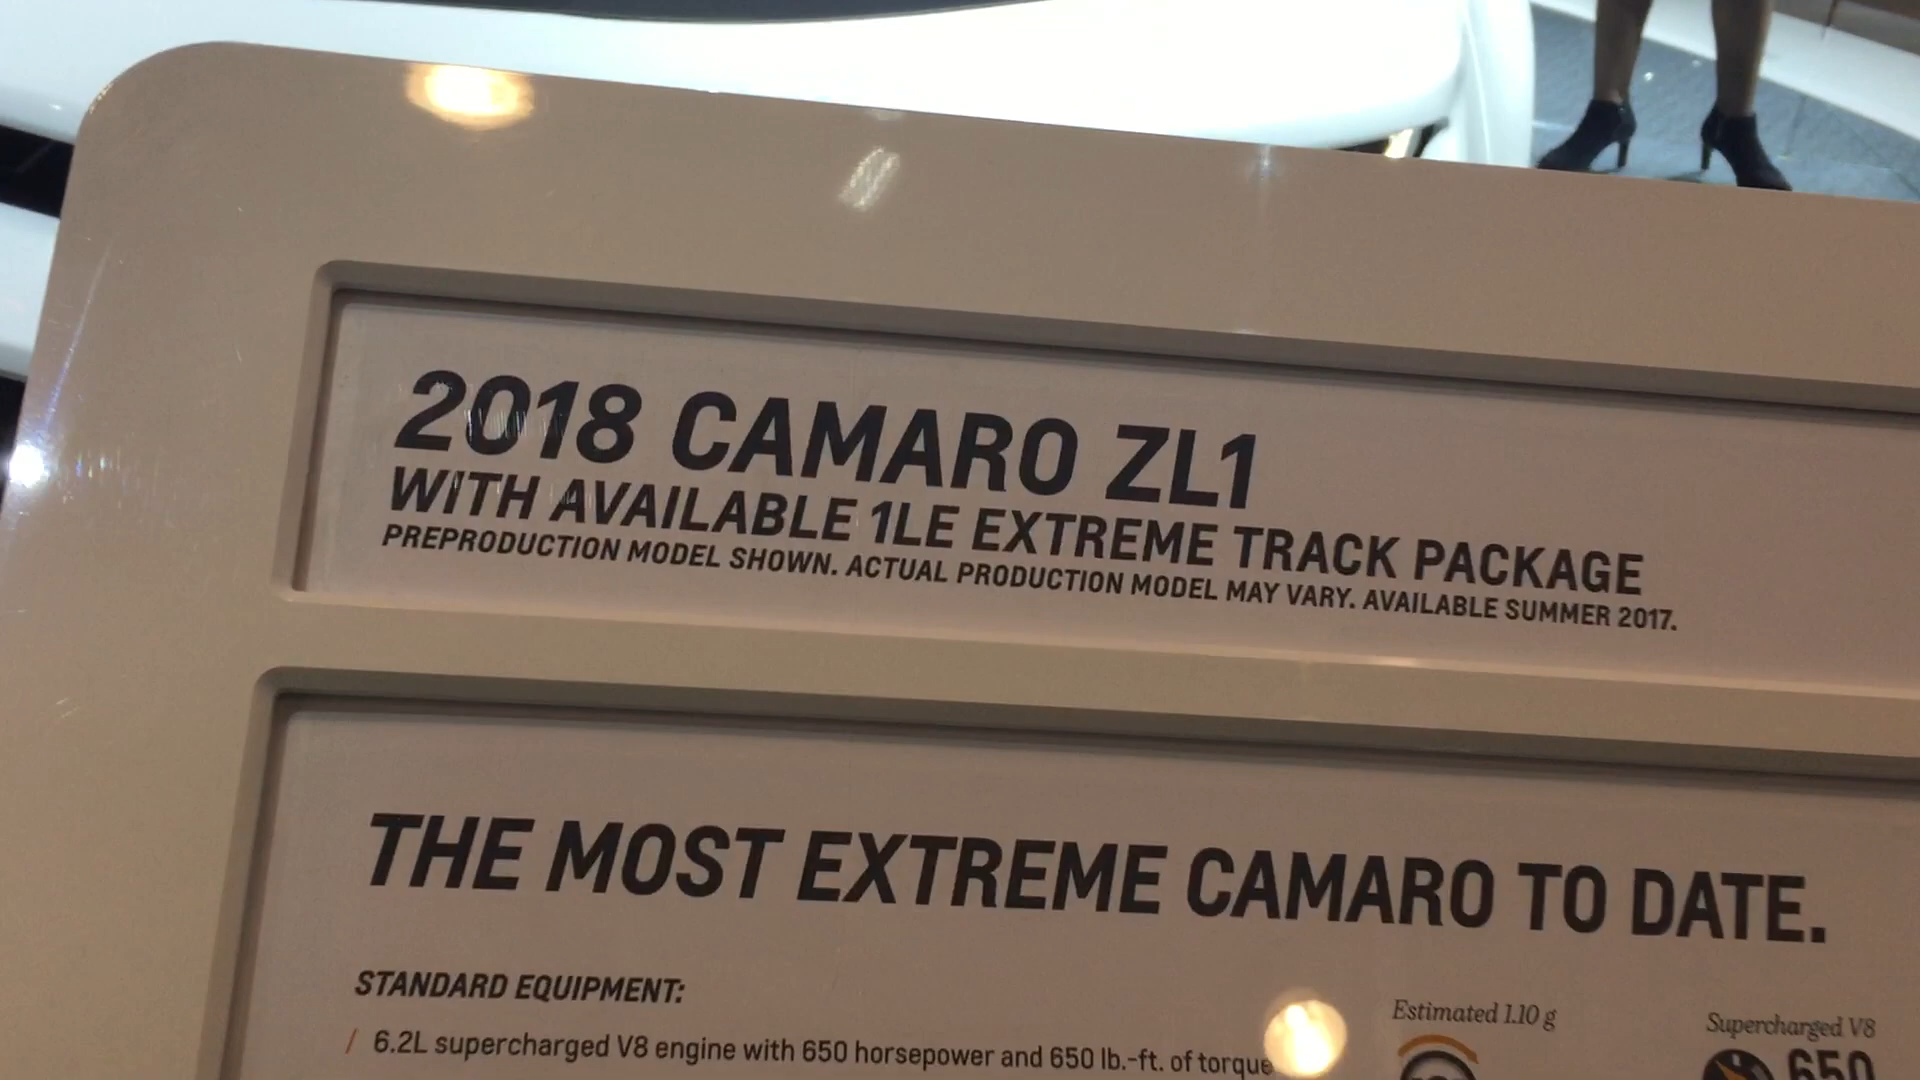 2018 CAMARO ZL1
WITH AVAILABLE 1LE EXTREME TRACK PACKAGE
PREPRODUCTION MODEL SHOWN. ACTUAL PRODUCTION MODEL MAY VARY. AVAILABLE SUMMER 2017.
THE MOST EXTREME CAMARO TO DATE.
STANDARD EQUIPMENT:
/ 6.2L supercharged V8 engine with 650 horsepower and 650 lb.-ft. of torque
Estimated 1.10 g
Supercharged V8
650